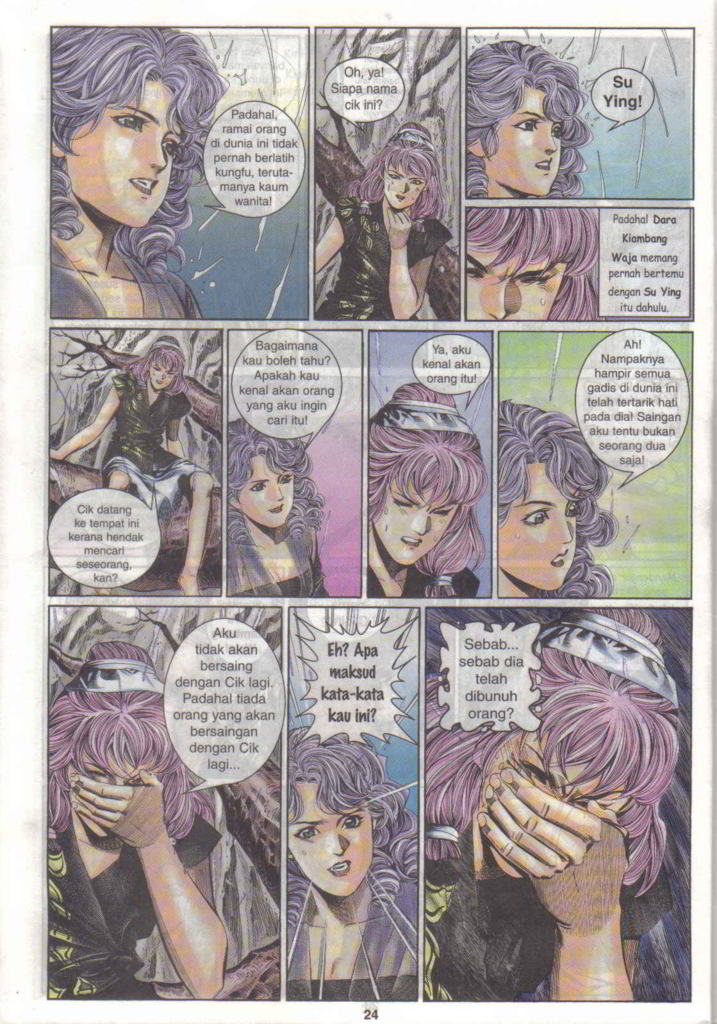 Padahal,
ramai orang
di dunia ini tidak
pernah berlatih
kungfu, teruta-
manya kaum
wanita!
Oh, ya!
Siapa nama
cik ini?
Su
Ying!
Padahal Dara
Kiambang
Waja memang
pernah bertemu
dengan Su Ying
itu dahulu.
Cik datang
ke tempat ini
kerana hendak
mencari
seseorang,
kan?
Bagaimana
kau boleh tahu?
Apakah kau
kenal akan orang
yang aku ingin
cari itu!
Ya, aku
kenal akan
orang itu!
Ah!
Nampaknya
hampir semua
gadis di dunia ini
telah tertarik hati
pada dia! Saingan
aku tentu bukan
seorang dua
saja!
Aku
tidak akan
bersaing
dengan Cik lagi.
Padahal tiada
orang yang akan
bersaingan
dengan Cik
lagi...
Eh? Apa
maksud
kata-kata
kau ini?
Sebab...
sebab dia
telah
dibunuh
orang?
24